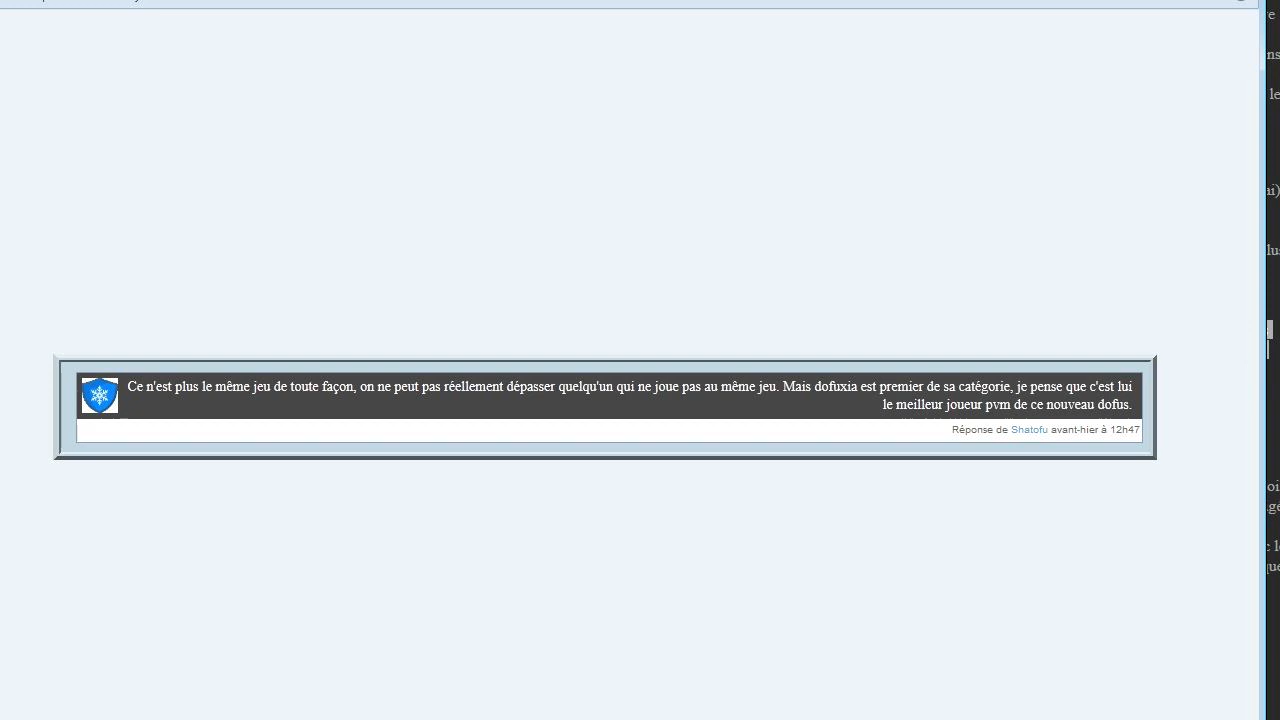 Ce n'est plus le même jeu de toute façon, on ne peut pas réellement dépasser quelqu'un qui ne joue pas au même jeu. Mais dofuxia est premier de sa catégorie, je pense que c'est lui
le meilleur joueur pvm de ce nouveau dofus.
Réponse de Shatofu avant-hier à 12h47